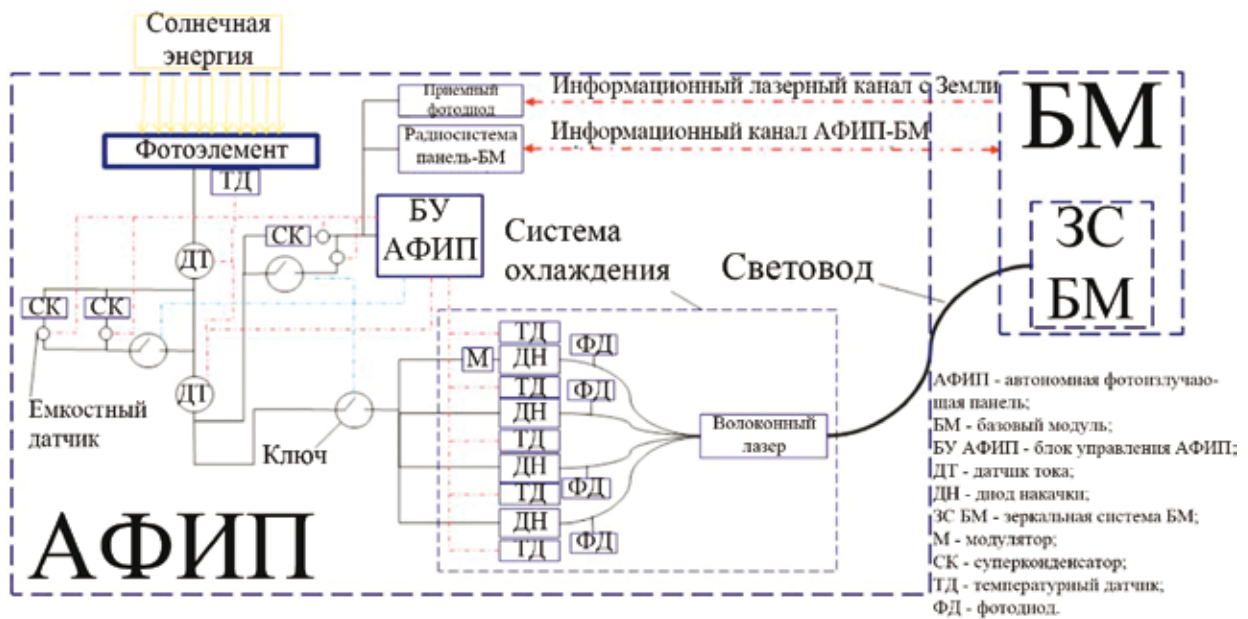 Солнечная
энергия
Фотоэлемент
ТД
Приемный
фотодиод
Информационный лазерный канал с Земли
Радиосистема
панель-БМ
Информационный канал АФИП-БМ
БМ
ЗС
БМ
БУ
АФИП
СК
ДТ
СК
СК
ДТ
Емкостный
датчик
Ключ
Система
охлаждения
Световод
ТД
М
ДН
ФД
ТД
ФД
ДН
ТД
ДН
ФД
ТД
ДН
ФД
ТД
Волоконный
лазер
АФИП
АФИП - автономная фотоизлучаю-
щая панель;
БМ - базовый модуль;
БУ АФИП - блок управления АФИП;
ДТ - датчик тока;
ДН - диод накачки;
ЗС БМ - зеркальная система БМ;
М - модулятор;
СК - суперконденсатор;
ТД - температурный датчик;
ФД - фотодиод.